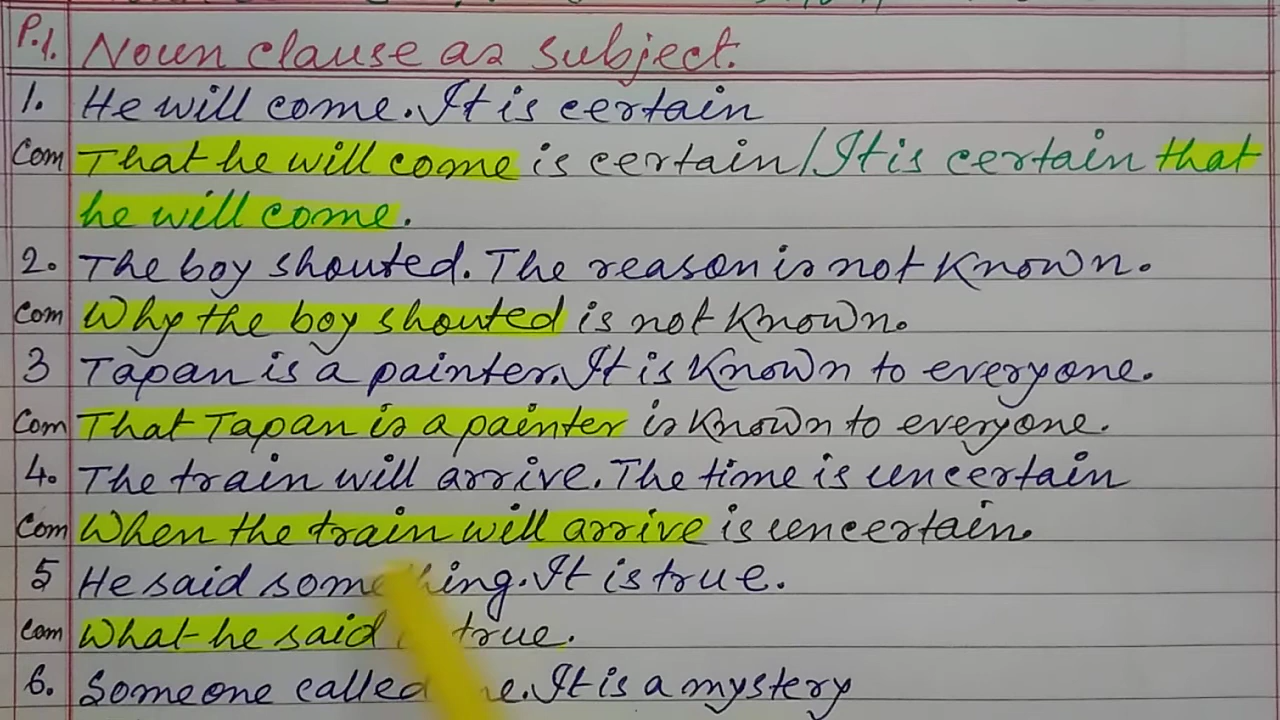 P.1. Noun clause as subject.
1. He will come. It is certain
Com That he will come is certain/It is certain that
he will come.
2. The boy shouted. The reason is not known.
Com Why the boy shouted is not known.
3 Tapan is a painter. It is known to everyone.
Com That Tapan is a painter is known to everyone.
4. The train will arrive. The time is uncertain
Com When the train will arrive is uncertain.
5 He said something. It is true.
Com What he said true.
6. Someone called It is a mystery